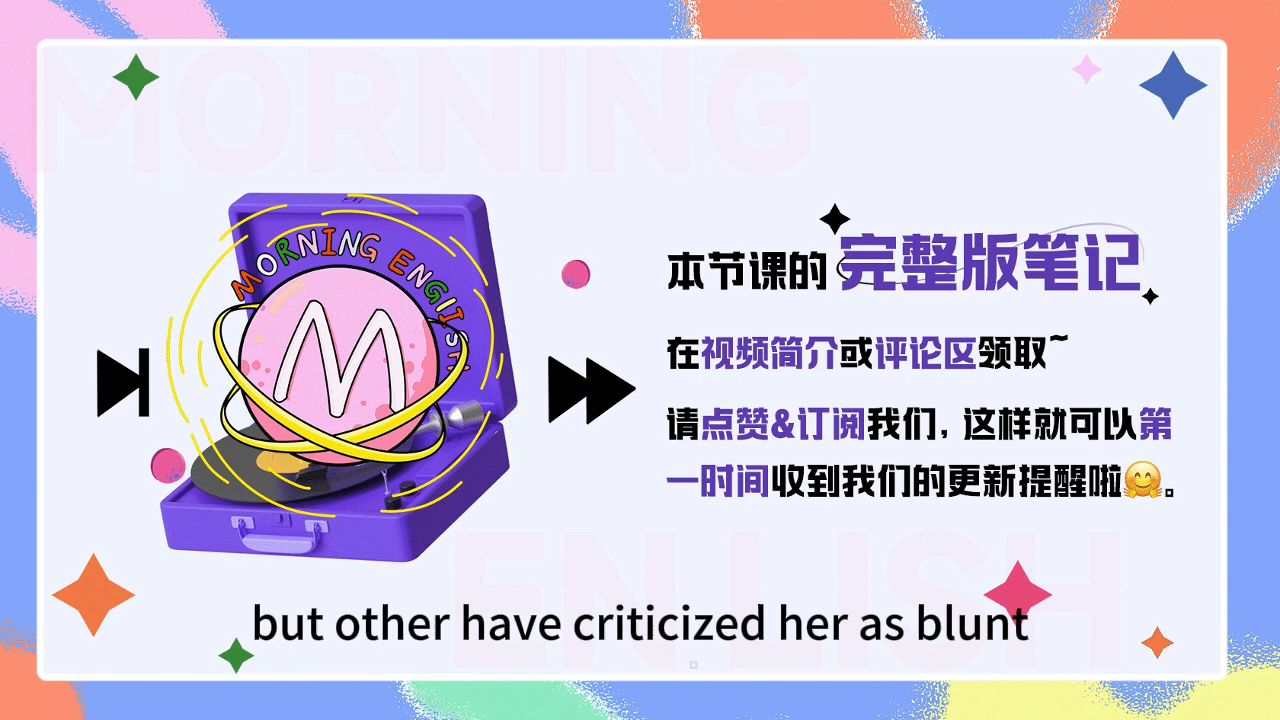 MORNING
MORNING ENGLISH
M
本节课的 完整版笔记
在视频简介或评论区领取~
请点赞&订阅我们, 这样就可以第
一时间收到我们的更新提醒啦🤗。
EN LISH
but other have criticized her as blunt